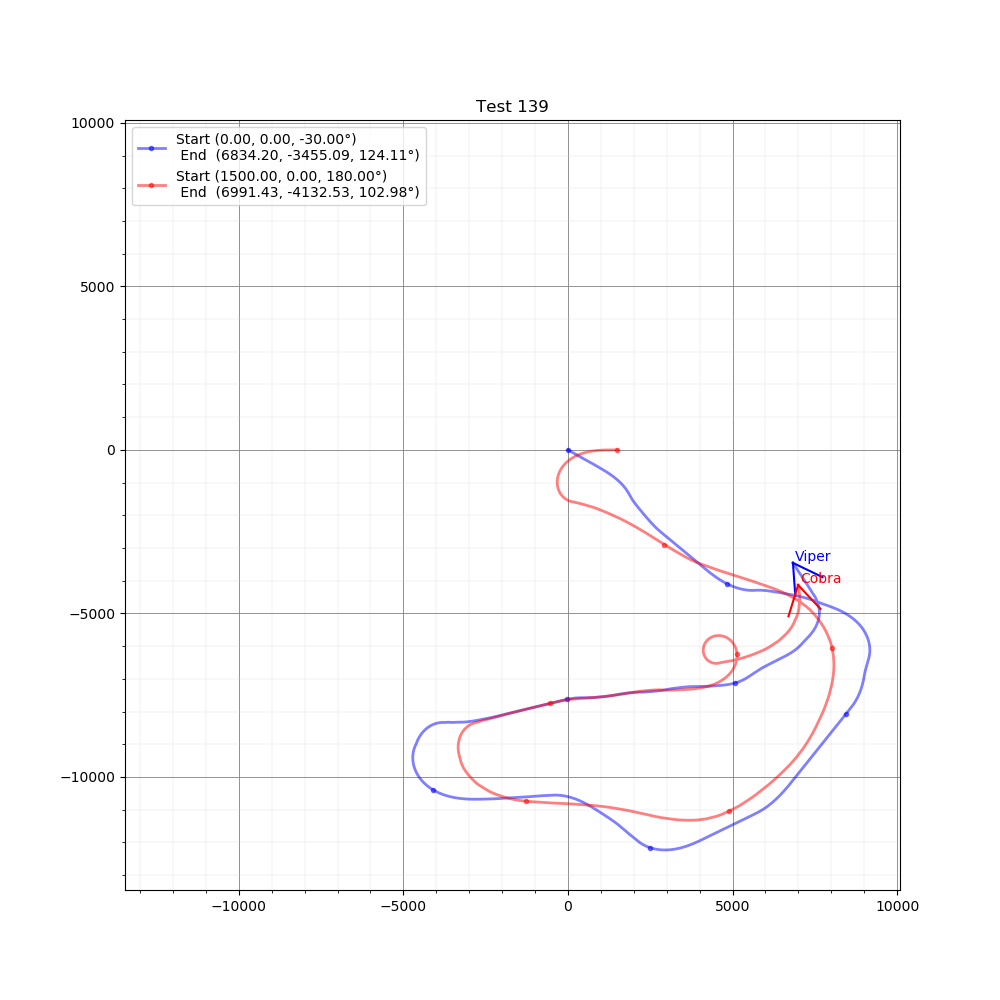 Test 139
Start (0.00, 0.00, -30.00°)
End (6834.20, -3455.09, 124.11°)
Start (1500.00, 0.00, 180.00°)
End (6991.43, -4132.53, 102.98°)
10000
5000
0
−5000
−10000
Viper
Cobra
−10000
−5000
0
5000
10000